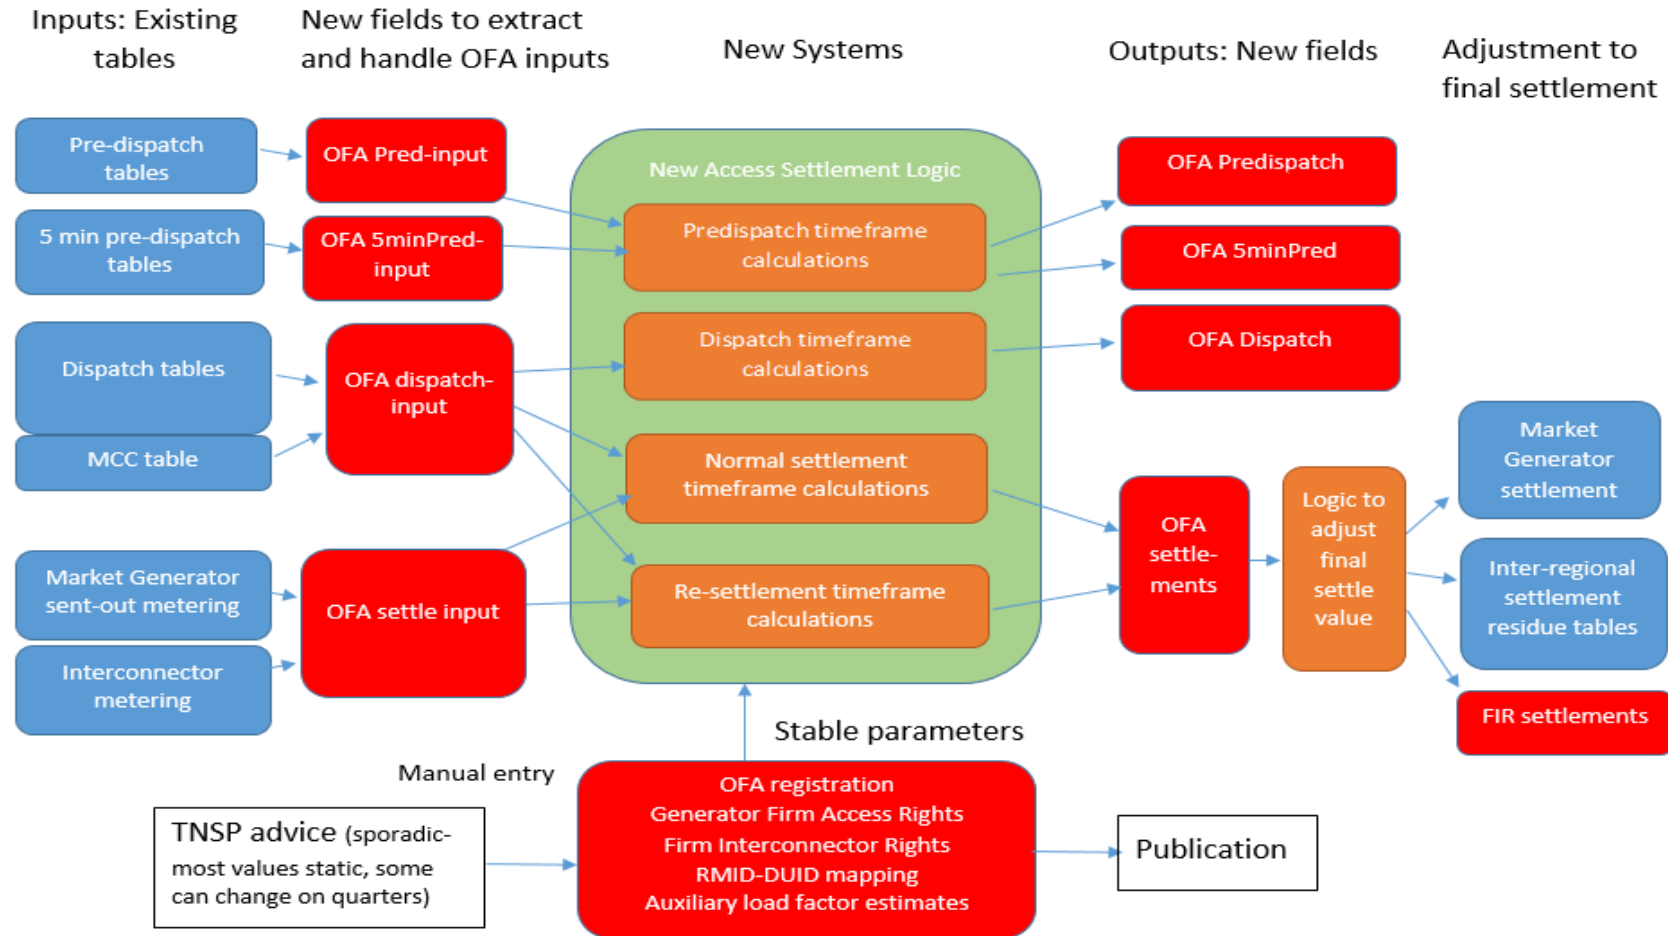 Inputs: Existing
tables
New fields to extract
and handle OFA inputs
New Systems
Outputs: New fields
Adjustment to
final settlement
Pre-dispatch
tables
OFA Pred-input
New Access Settlement Logic
OFA Predispatch
5 min pre-dispatch
tables
OFA 5minPred-
input
Predispatch timeframe
calculations
OFA 5minPred
Dispatch tables
MCC table
OFA dispatch-
input
Dispatch timeframe
calculations
OFA Dispatch
Normal settlement
timeframe calculations
Market
Generator
settlement
Market Generator
sent-out metering
Interconnector
metering
OFA settle input
Re-settlement timeframe
calculations
OFA
settle-
ments
Logic to
adjust
final
settle
value
Inter-regional
settlement
residue tables
FIR settlements
Stable parameters
Manual entry
TNSP advice (sporadic-
most values static, some
can change on quarters)
OFA registration
Generator Firm Access Rights
Firm Interconnector Rights
RMID-DUID mapping
Auxiliary load factor estimates
Publication